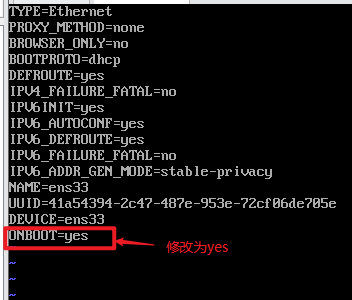 TYPE=Ethernet
PROXY_METHOD=none
BROWSER_ONLY=no
BOOTPROTO=dhcp
DEFROUTE=yes
IPV4_FAILURE_FATAL=no
IPV6INIT=yes
IPV6_AUTOCONF=yes
IPV6_DEFROUTE=yes
IPV6_FAILURE_FATAL=no
IPV6_ADDR_GEN_MODE=stable-privacy
NAME=ens33
UUID=41a54394-2c47-487e-953e-72cf06de705e
DEVICE=ens33
ONBOOT=yes
修改为yes
~
~
~